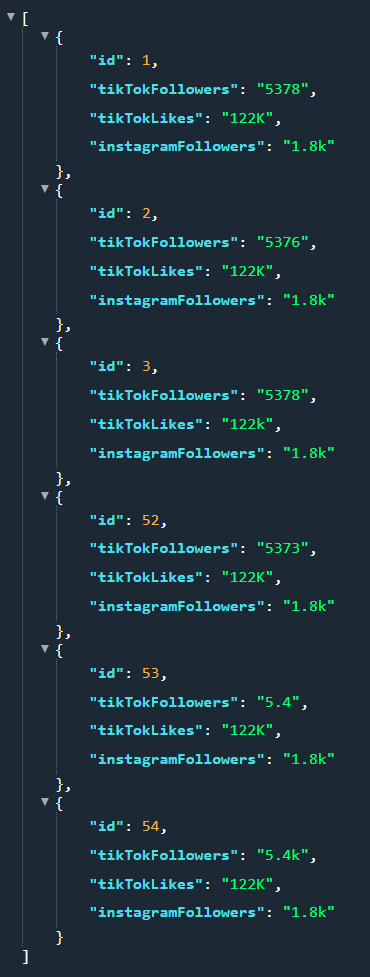 [
{
"id": 1,
"tikTokFollowers": "5378",
"tikTokLikes": "122K",
"instagramFollowers": "1.8k"
},
{
"id": 2,
"tikTokFollowers": "5376",
"tikTokLikes": "122K",
"instagramFollowers": "1.8k"
},
{
"id": 3,
"tikTokFollowers": "5378",
"tikTokLikes": "122k",
"instagramFollowers": "1.8k"
},
{
"id": 52,
"tikTokFollowers": "5373",
"tikTokLikes": "122K",
"instagramFollowers": "1.8k"
},
{
"id": 53,
"tikTokFollowers": "5.4",
"tikTokLikes": "122K",
"instagramFollowers": "1.8k"
},
{
"id": 54,
"tikTokFollowers": "5.4k",
"tikTokLikes": "122K",
"instagramFollowers": "1.8k"
}
]